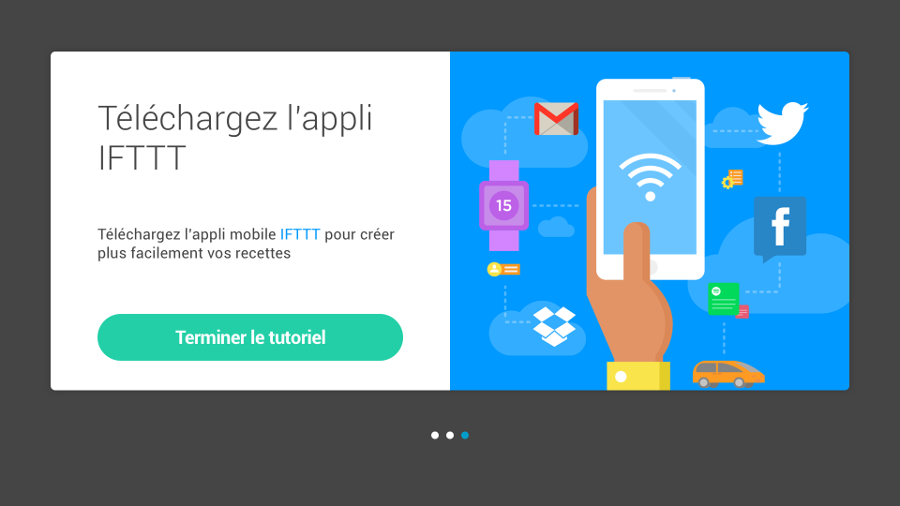 Téléchargez l'appli
IFTTT
Téléchargez l'appli mobile IFTTT pour créer
plus facilement vos recettes
Terminer le tutoriel
15
f